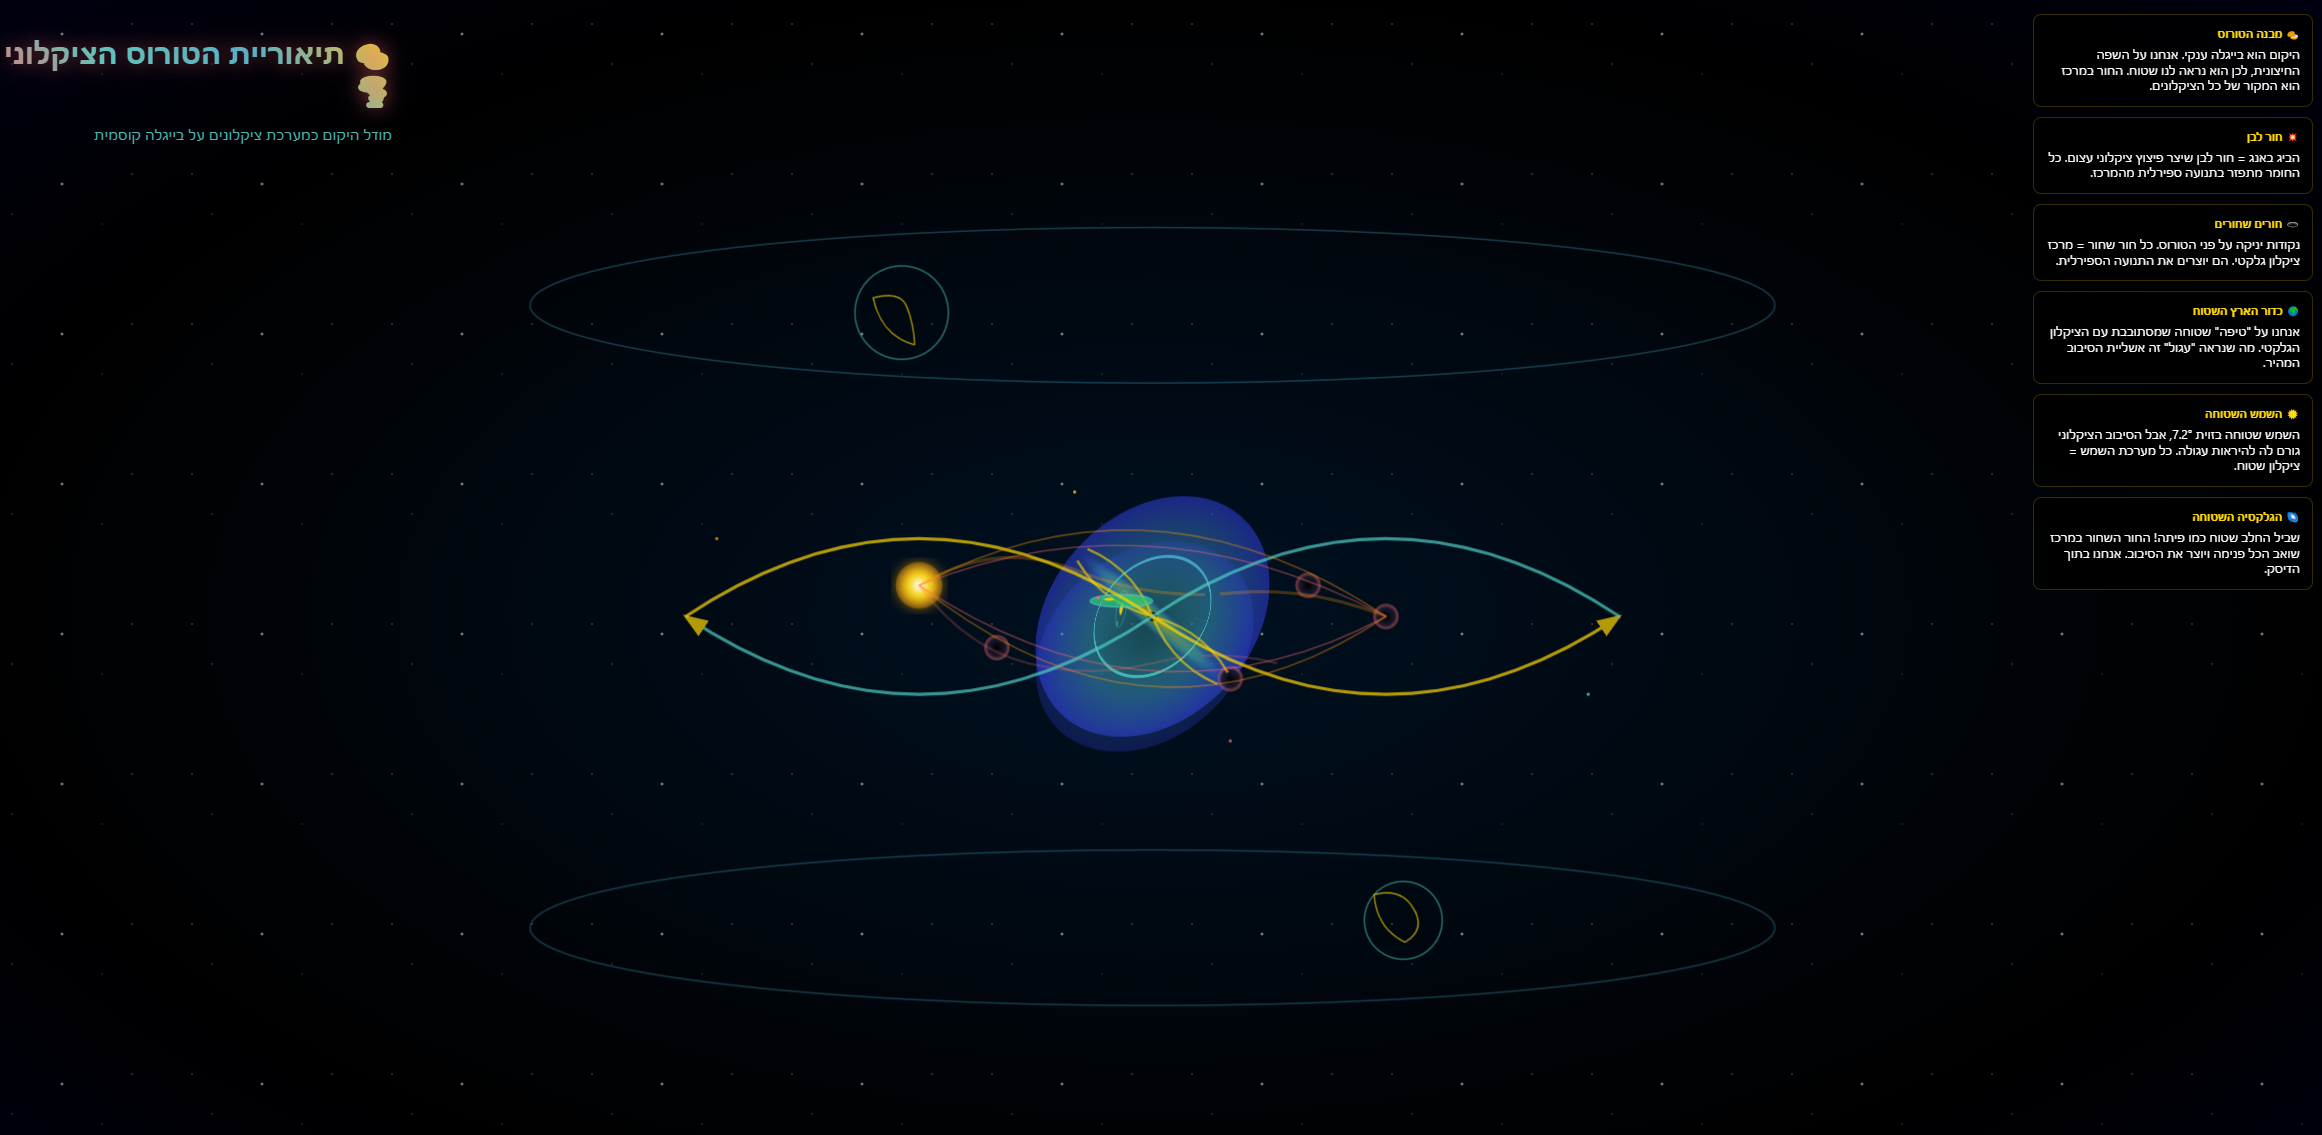 תיאוריית הטורוס הציקלוני
מודל היקום כמערכת ציקלונים על בייגלה קוסמית
מבנה הטורוס
היקום הוא בייגלה ענקי. אנחנו על השפה
החיצונית, לכן הוא נראה לנו שטוח. החור במרכז
הוא המקור של כל הציקלונים.
חור לבן
הביג באנג = חור לבן שיצר פיצוץ ציקלוני עצום. כל
החומר מתפזר בתנועה ספירלית מהמרכז.
חורים שחורים
נקודות יניקה על פני הטורוס. כל חור שחור = מרכז
ציקלון גלקטי. הם יוצרים את התנועה הספירלית.
כדור הארץ השטוח
אנחנו על "טיפה" שטוחה שמסתובבת עם הציקלון
הגלקטי. מה שנראה "עגול" זה אשליית הסיבוב
המהיר.
השמש השטוחה
השמש שטוחה בזווית 7.2°, אבל הסיבוב הציקלוני
גורם לה להיראות עגולה. כל מערכת השמש =
ציקלון שטוח.
הגלקסיה השטוחה
שביל החלב שטוח כמו פיתה! החור השחור במרכז
שואב הכל פנימה ויוצר את הסיבוב. אנחנו בתוך
הדיסק.